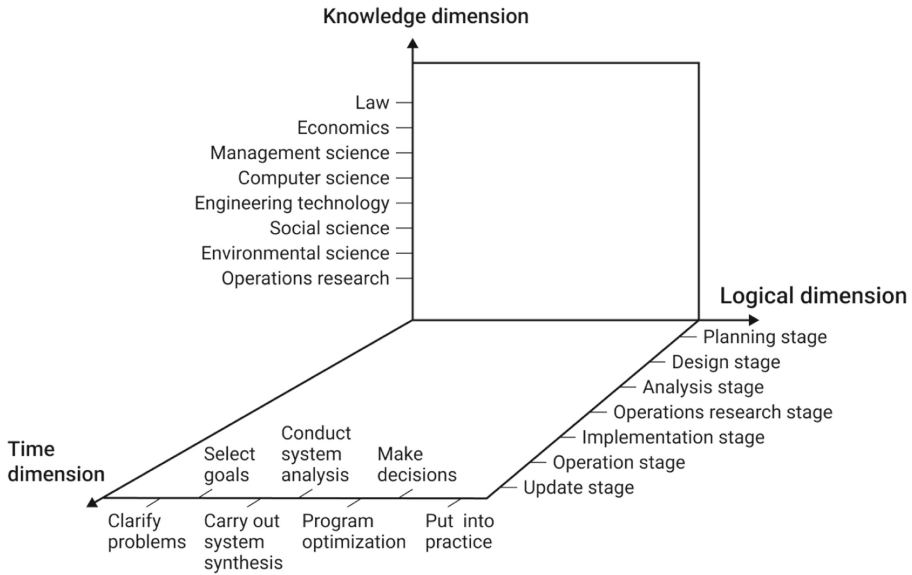 Knowledge dimension
Law
Economics
Management science
Computer science
Engineering technology
Social science
Environmental science
Operations research
Logical dimension
Planning stage
Design stage
Analysis stage
Operations research stage
Implementation stage
Operation stage
Update stage
Time
dimension
Select
goals
Conduct
system
analysis
Make
decisions
Clarify
problems
Carry out
system
synthesis
Program
optimization
Put into
practice